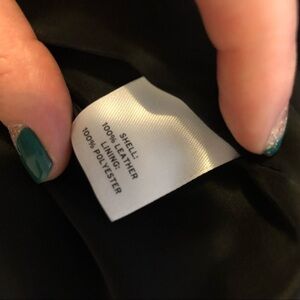 SHELL:
100% LEATHER
LINING:
100% POLYESTER